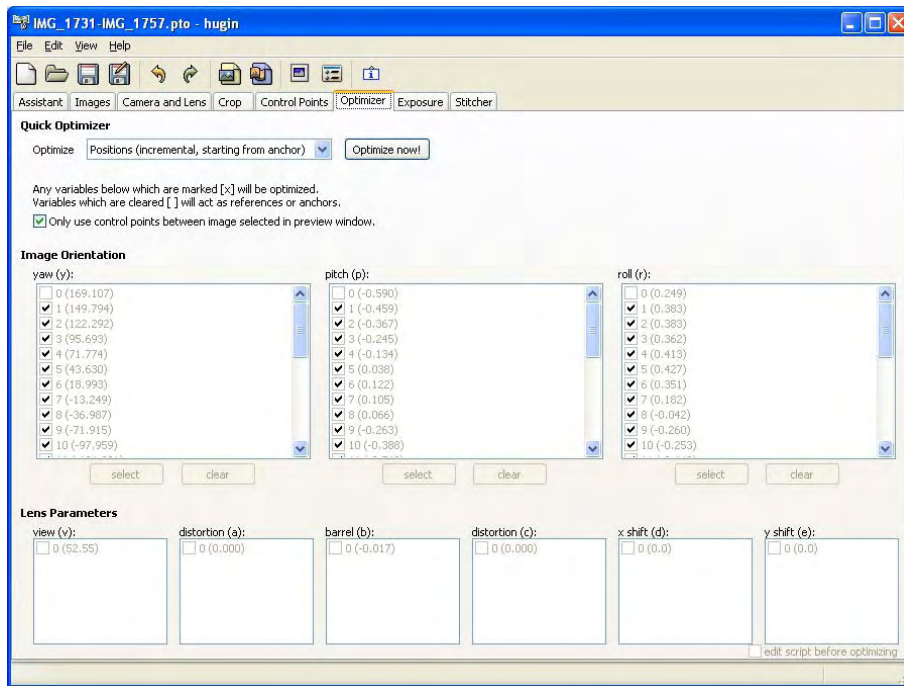 IMG_1731-IMG_1757.pto - hugin
File Edit View Help
Assistant Images Camera and Lens Crop Control Points Optimizer Exposure Stitcher
Quick Optimizer
Optimize Positions (incremental, starting from anchor) Optimize now!
Any variables below which are marked [x] will be optimized.
Variables which are cleared [ ] will act as references or anchors.
Only use control points between image selected in preview window.
Image Orientation
yaw (y): pitch (p): roll (r):
0 (169.107) 0 (-0.590) 0 (0.249)
1 (149.794) 1 (-0.459) 1 (0.383)
2 (122.292) 2 (-0.367) 2 (0.383)
3 (95.693) 3 (-0.245) 3 (0.362)
4 (71.774) 4 (-0.134) 4 (0.413)
5 (43.630) 5 (0.038) 5 (0.427)
6 (18.993) 6 (0.122) 6 (0.351)
7 (-13.249) 7 (0.105) 7 (0.182)
8 (-36.987) 8 (0.066) 8 (-0.042)
9 (-71.915) 9 (-0.263) 9 (-0.260)
10 (-97.959) 10 (-0.388) 10 (-0.253)
select clear select clear select clear
Lens Parameters
view (v): distortion (a): barrel (b): distortion (c): x shift (d): y shift (e):
0 (52.55) 0 (0.000) 0 (-0.017) 0 (0.000) 0 (0.0) 0 (0.0)
edit script before optimizing